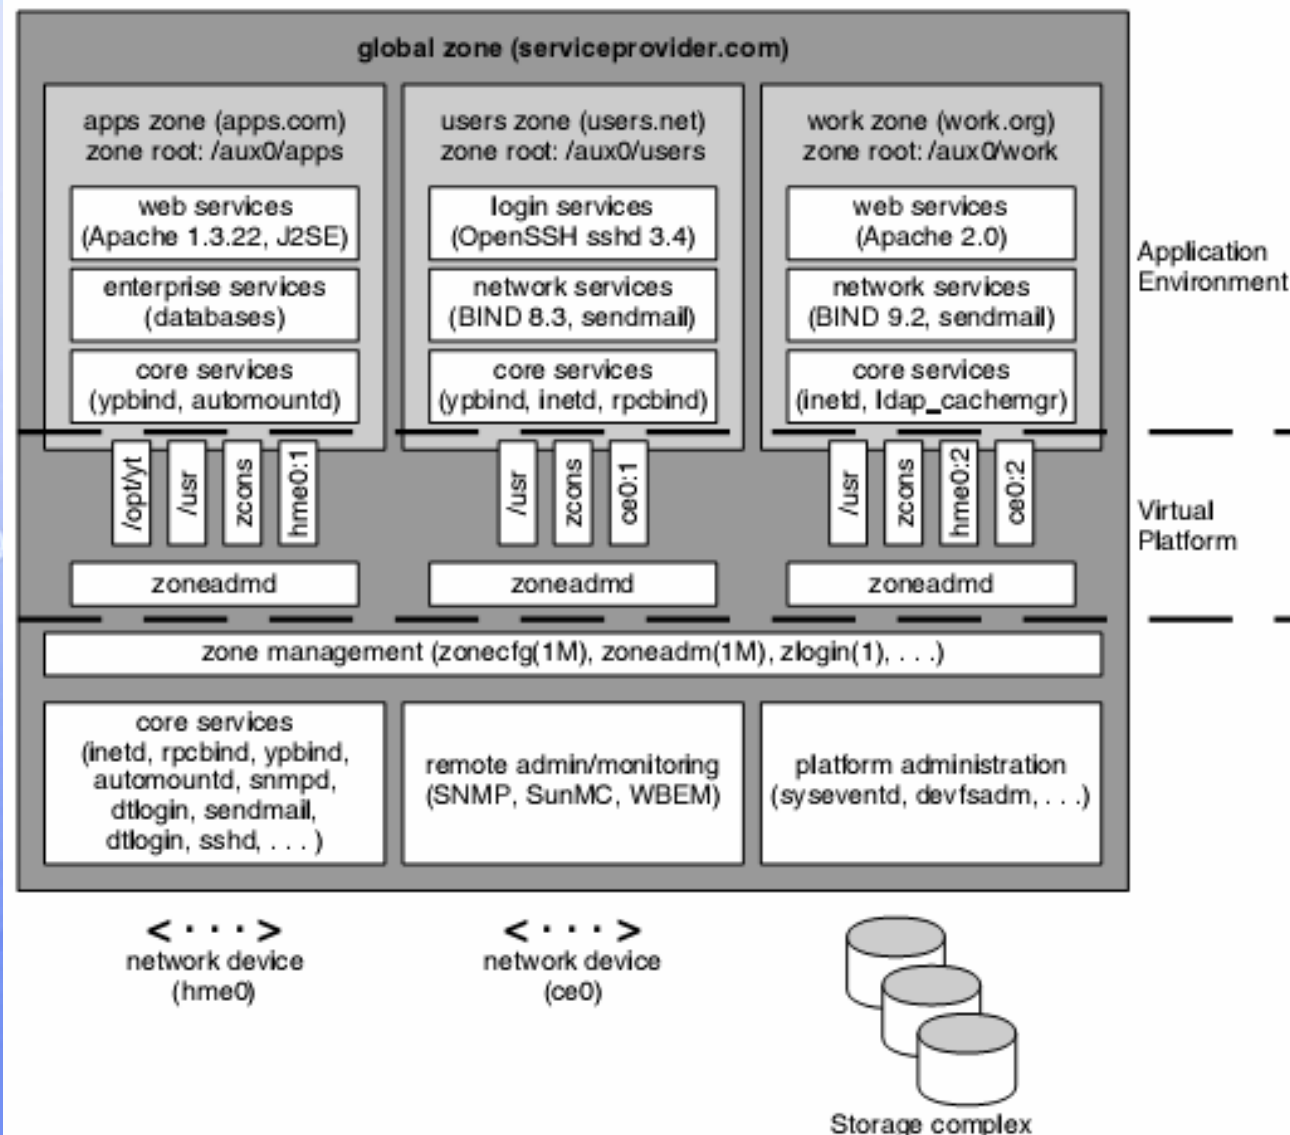 global zone (serviceprovider.com)
apps zone (apps.com)
zone root: /aux0/apps
web services
(Apache 1.3.22, J2SE)
enterprise services
(databases)
core services
(ypbind, automountd)
users zone (users.net)
zone root: /aux0/users
login services
(OpenSSH sshd 3.4)
network services
(BIND 8.3, sendmail)
core services
(ypbind, inetd, rpcbind)
work zone (work.org)
zone root: /aux0/work
web services
(Apache 2.0)
network services
(BIND 9.2, sendmail)
core services
(inetd, ldap_cachemgr)
Application
Environment
/opt/yt
/usr
zcons
hme0:1
/usr
zcons
ce0:1
/usr
zcons
hme0:2
ce0:2
Virtual
Platform
zoneadmd
zoneadmd
zoneadmd
zone management (zonecfg(1M), zoneadm(1M), zlogin(1), . . .)
core services
(inetd, rpcbind, ypbind,
automountd, snmpd,
dtlogin, sendmail,
dtlogin, sshd, . . . )
remote admin/monitoring
(SNMP, SunMC, WBEM)
platform administration
(syseventd, devfsadm, . . .)
<· · ·>
network device
(hme0)
<· · ·>
network device
(ce0)
Storage complex